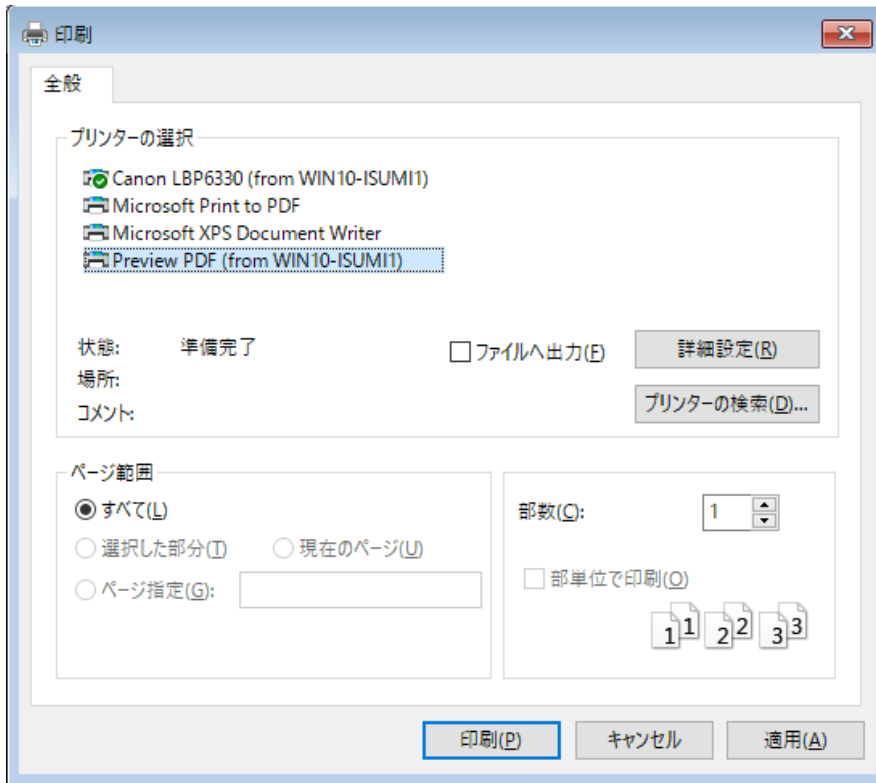 印刷
全般
プリンターの選択
Canon LBP6330 (from WIN10-ISUMI1)
Microsoft Print to PDF
Microsoft XPS Document Writer
Preview PDF (from WIN10-ISUMI1)
状態: 準備完了
ファイルへ出力(F)
詳細設定(R)
場所:
プリンターの検索(D)...
コメント:
ページ範囲
すべて(L)
選択した部分(T) 現在のページ(U)
ページ指定(G):
部数(C): 1
部単位で印刷(O)
1 1 2 2 3 3
印刷(P) キャンセル 適用(A)